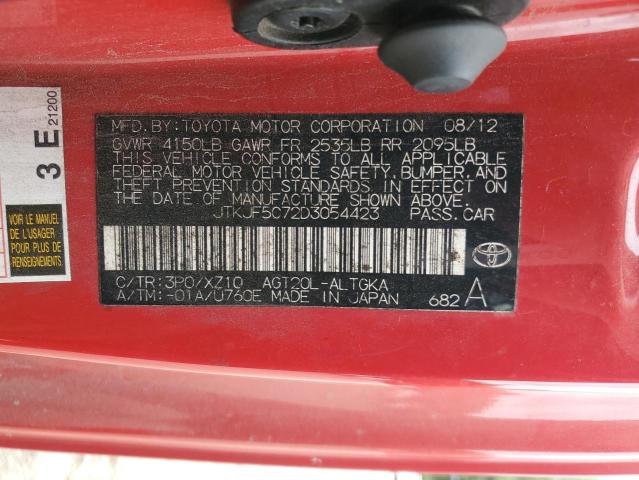 MFD. BY: TOYOTA MOTOR CORPORATION 08/12
GVWR 4150LB GAWR FR 2535LB RR 2095LB
THIS VEHICLE CONFORMS TO ALL APPLICABLE
FEDERAL MOTOR VEHICLE SAFETY, BUMPER, AND
THEFT PREVENTION STANDARDS IN EFFECT ON
THE DATE OF MANUFACTURE SHOWN ABOVE.
JTKJF5C72D3054423 PASS. CAR
C/TR: 3P0/XZ10 AGT20L-ALTGKA
A/TM: -01A/U760E MADE IN JAPAN 682 A
3 E
21200
VOIR LE MANUEL
DE L'USAGER
POUR PLUS DE